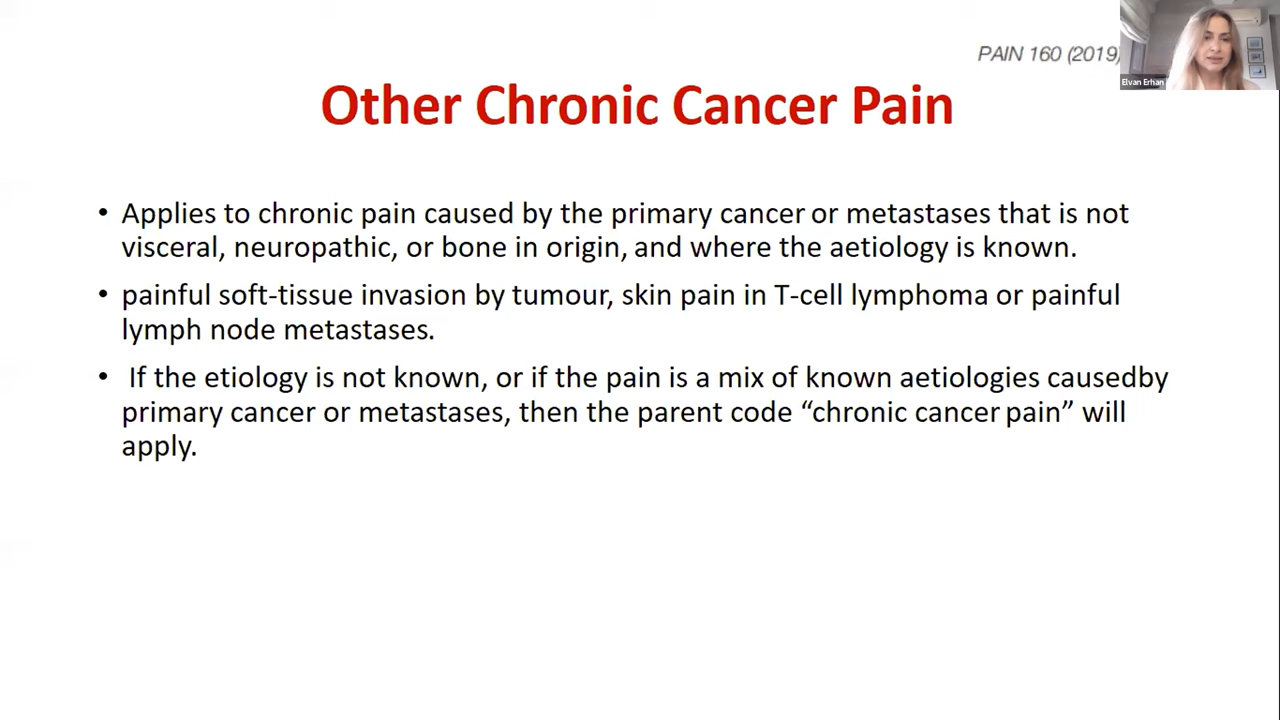 PAIN 160 (2019)
Elvan Erhan
Other Chronic Cancer Pain
• Applies to chronic pain caused by the primary cancer or metastases that is not
visceral, neuropathic, or bone in origin, and where the aetiology is known.
• painful soft-tissue invasion by tumour, skin pain in T-cell lymphoma or painful
lymph node metastases.
• If the etiology is not known, or if the pain is a mix of known aetiologies causedby
primary cancer or metastases, then the parent code “chronic cancer pain” will
apply.